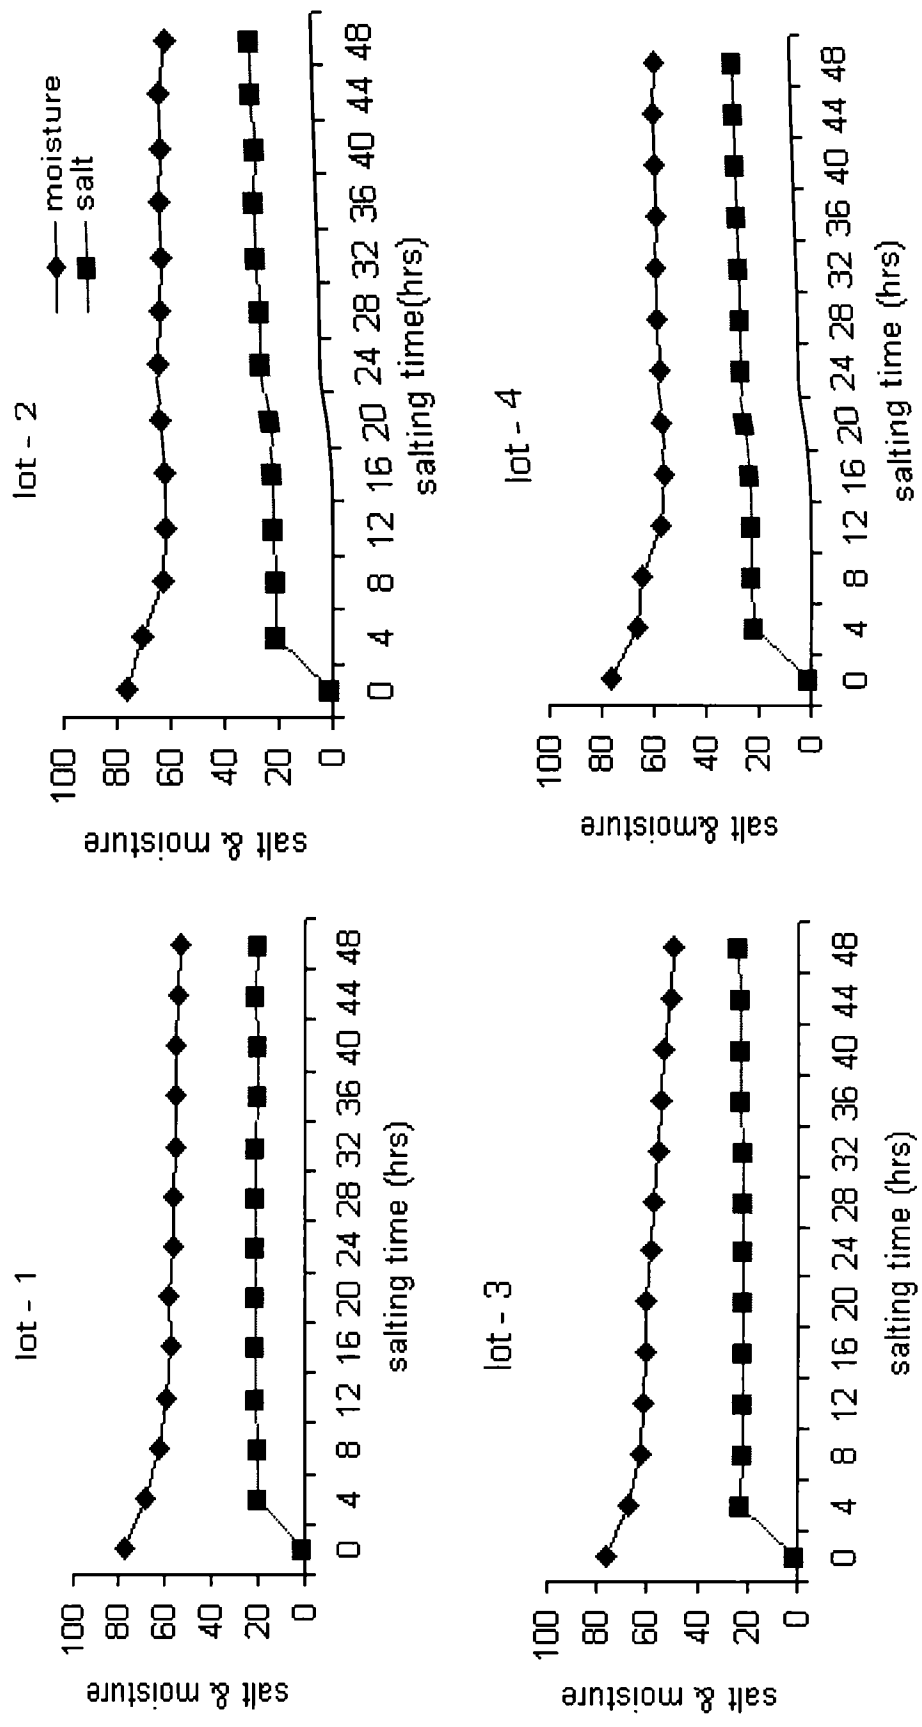 lot - 1
salt & moisture
100
80
60
40
20
0
0 4 8 12 16 20 24 28 32 36 40 44 48
salting time (hrs)
lot - 2
moisture
salt
salt & moisture
100
80
60
40
20
0
0 4 8 12 16 20 24 28 32 36 40 44 48
salting time(hrs)
lot - 3
salt & moisture
100
80
60
40
20
0
0 4 8 12 16 20 24 28 32 36 40 44 48
salting time (hrs)
lot - 4
salt &moisture
100
80
60
40
20
0
0 4 8 12 16 20 24 28 32 36 40 44 48
salting time (hrs)